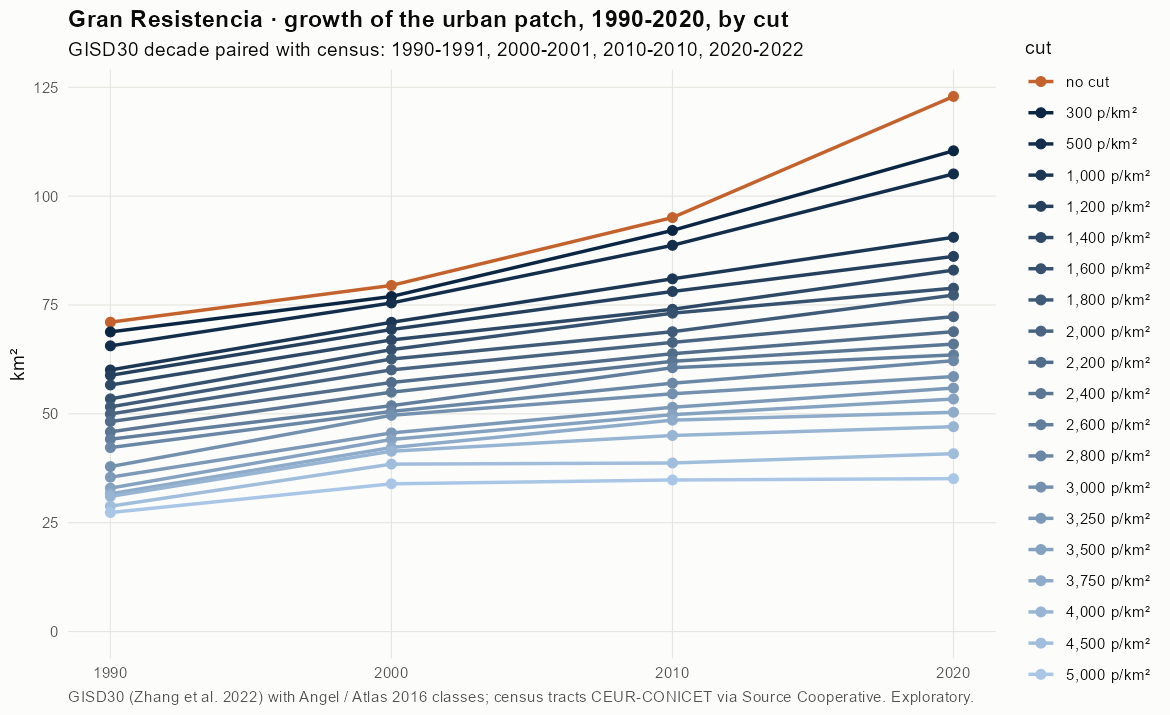 Gran Resistencia · growth of the urban patch, 1990-2020, by cut
GISD30 decade paired with census: 1990-1991, 2000-2001, 2010-2010, 2020-2022
km²
125
100
75
50
25
0
1990
2000
2010
2020
cut
no cut
300 p/km²
500 p/km²
1,000 p/km²
1,200 p/km²
1,400 p/km²
1,600 p/km²
1,800 p/km²
2,000 p/km²
2,200 p/km²
2,400 p/km²
2,600 p/km²
2,800 p/km²
3,000 p/km²
3,250 p/km²
3,500 p/km²
3,750 p/km²
4,000 p/km²
4,500 p/km²
5,000 p/km²
GISD30 (Zhang et al. 2022) with Angel / Atlas 2016 classes; census tracts CEUR-CONICET via Source Cooperative. Exploratory.